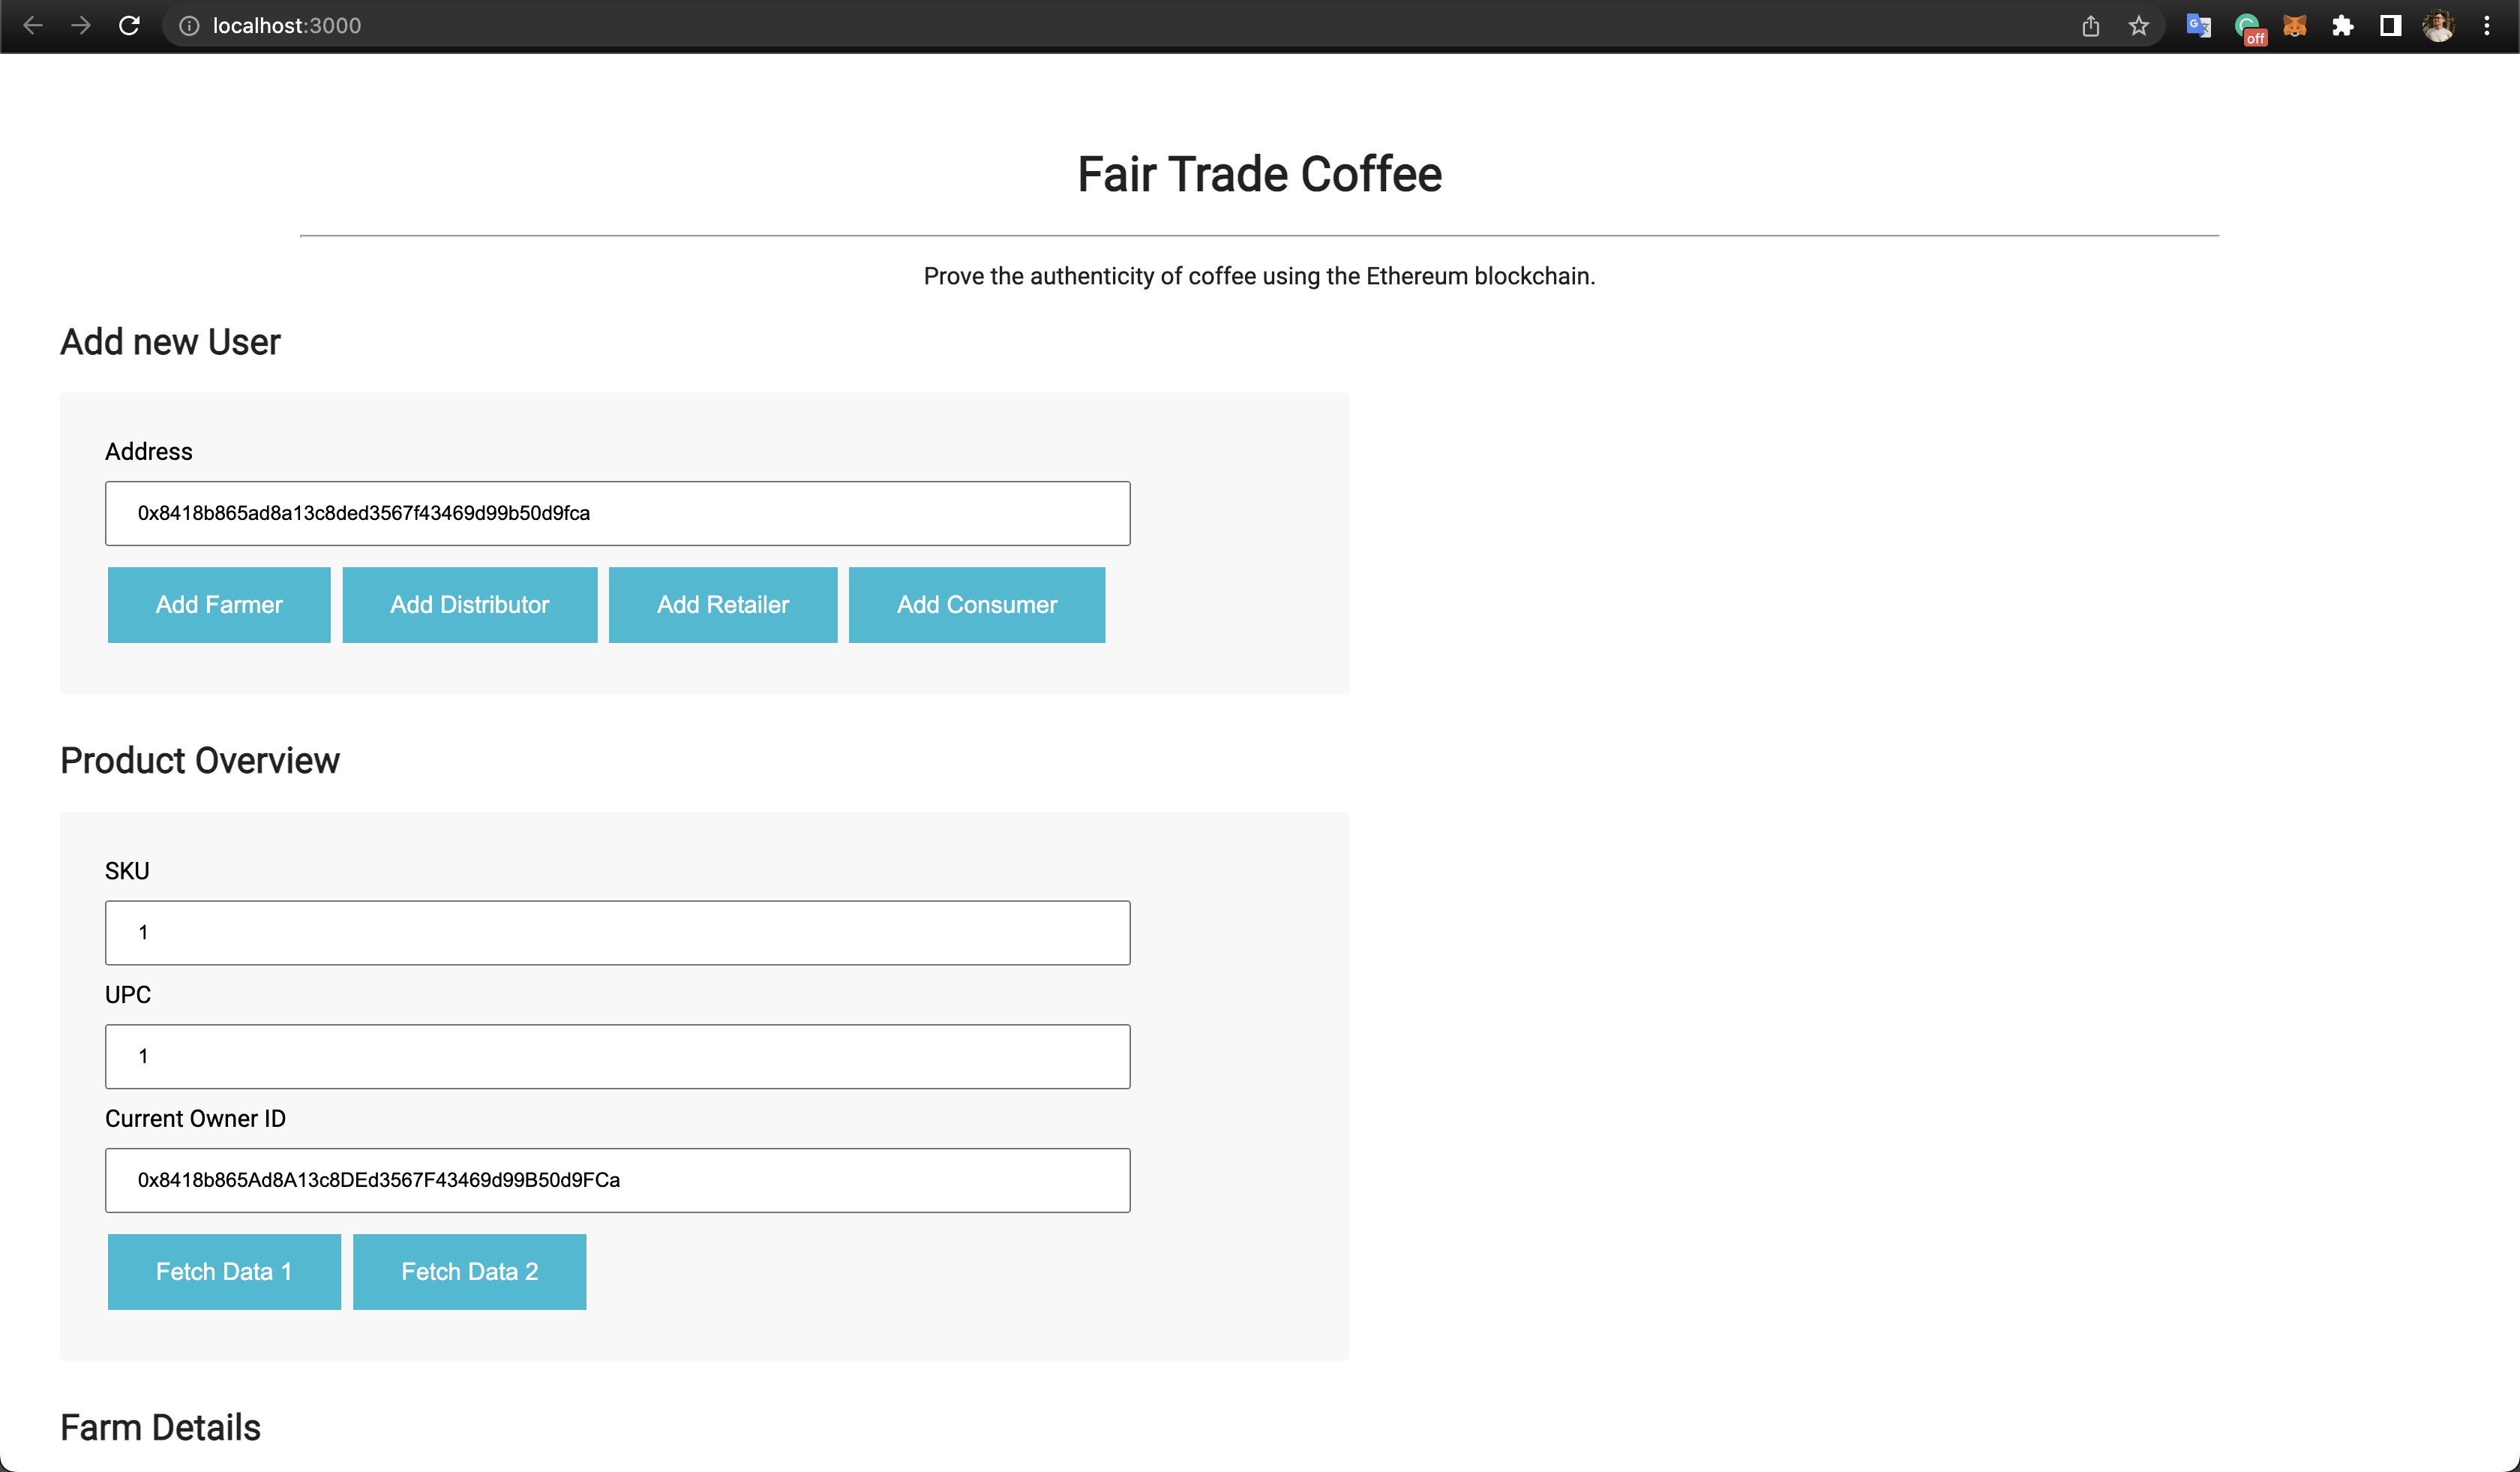 localhost:3000
off
Fair Trade Coffee
Prove the authenticity of coffee using the Ethereum blockchain.
Add new User
Address
0x8418b865ad8a13c8ded3567f43469d99b50d9fca
Add Farmer Add Distributor Add Retailer Add Consumer
Product Overview
SKU
1
UPC
1
Current Owner ID
0x8418b865Ad8A13c8DEd3567F43469d99B50d9FCa
Fetch Data 1 Fetch Data 2
Farm Details